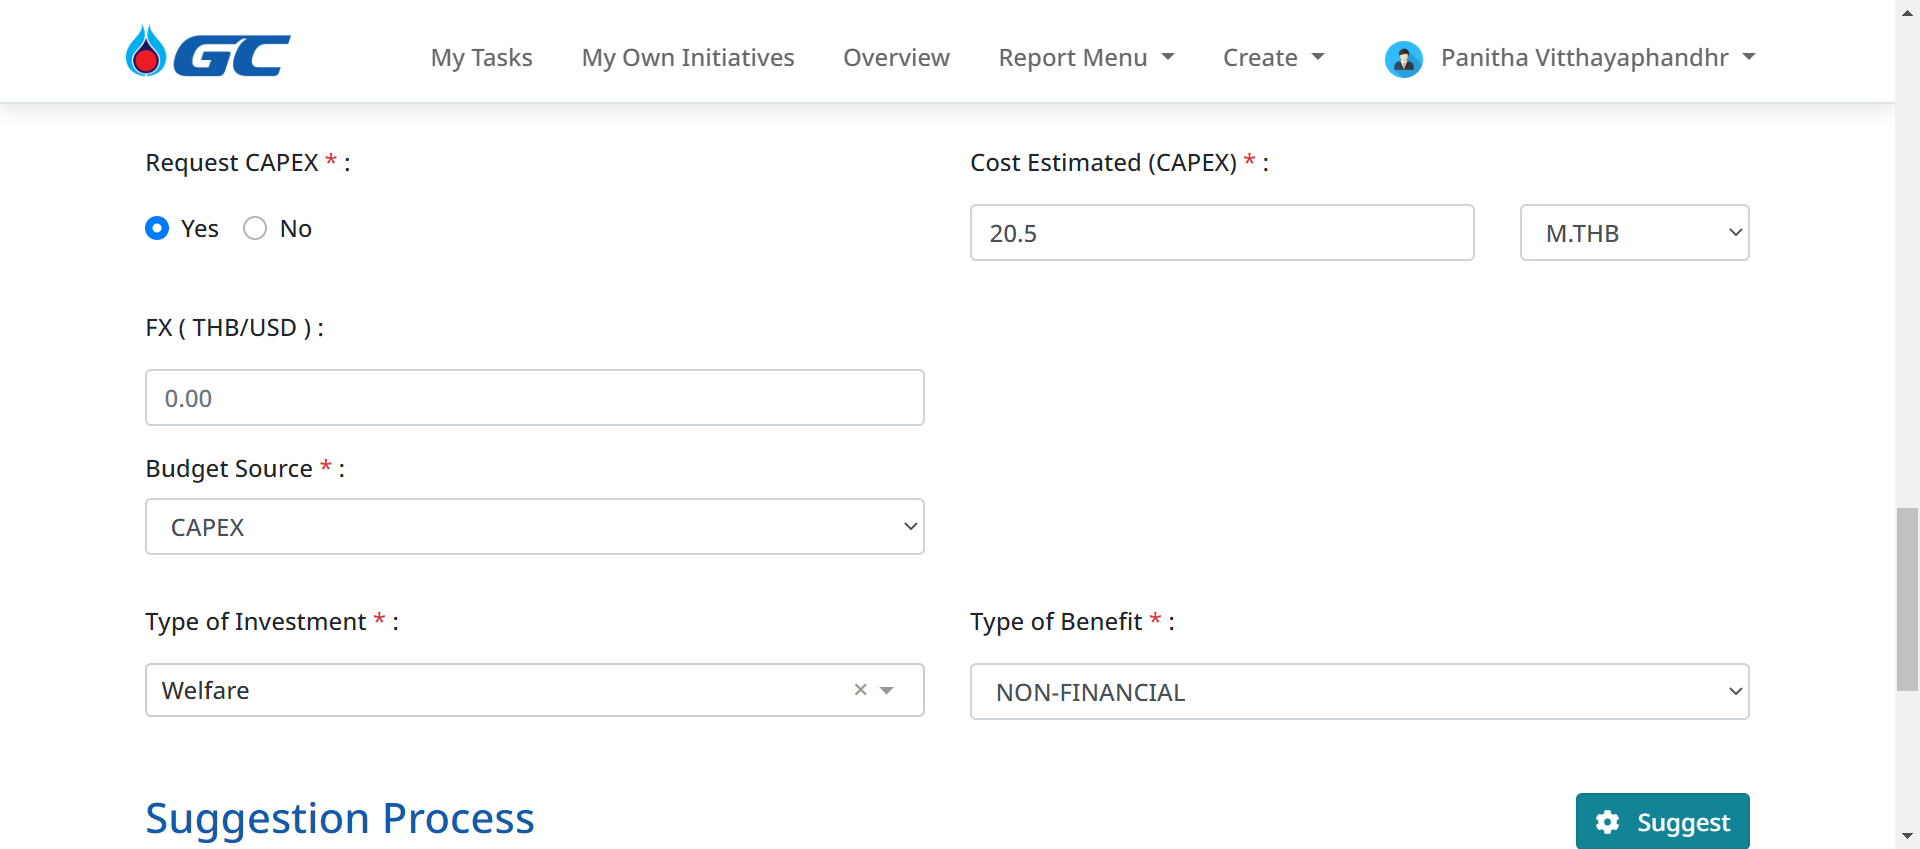 GC
My Tasks
My Own Initiatives
Overview
Report Menu
Create
Panitha Vitthayaphandhr
Request CAPEX * :
Yes
No
Cost Estimated (CAPEX) * :
20.5
M.THB
FX ( THB/USD ) :
0.00
Budget Source * :
CAPEX
Type of Investment * :
Welfare
Type of Benefit * :
NON-FINANCIAL
Suggestion Process
Suggest